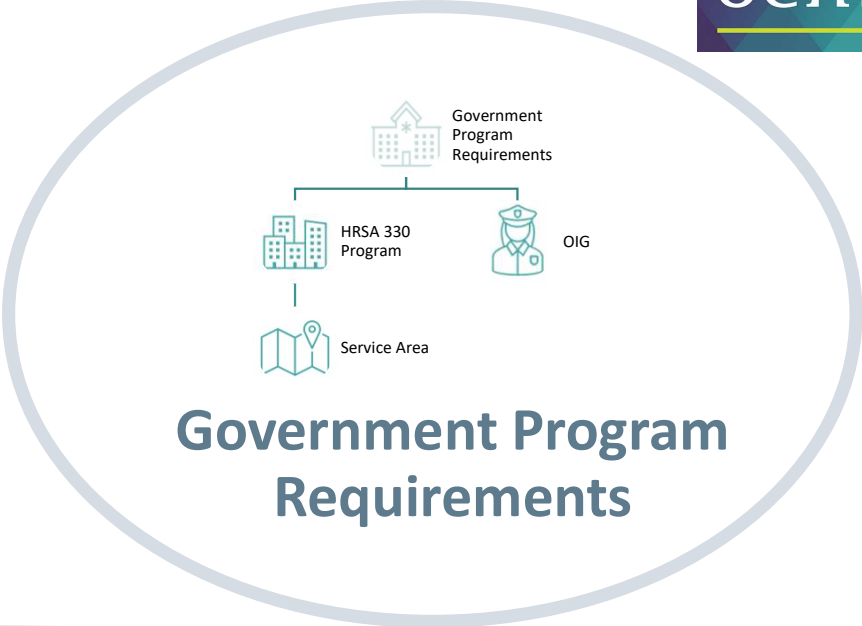 Government
Program
Requirements
HRSA 330
Program
OIG
Service Area
Government Program
Requirements